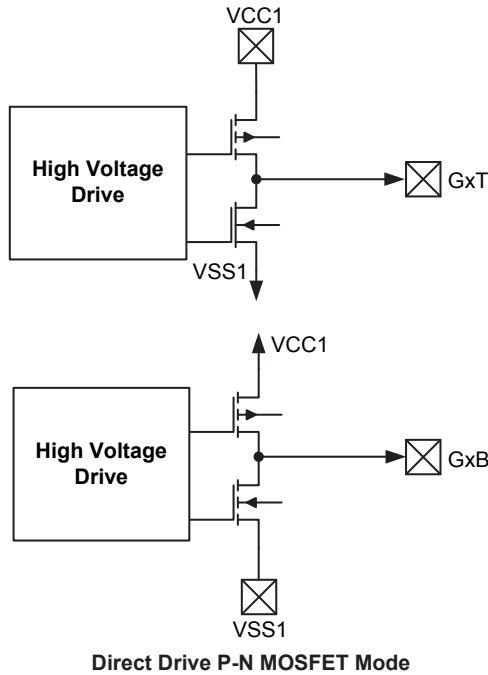 VCC1
High Voltage
Drive
GxT
VSS1
VCC1
High Voltage
Drive
GxB
VSS1
Direct Drive P-N MOSFET Mode